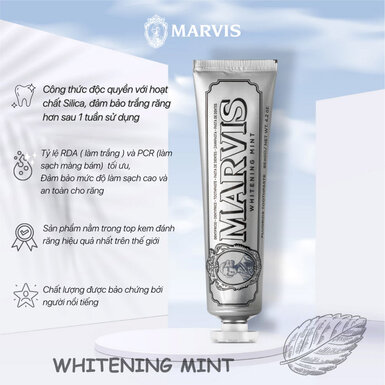 MARVIS
Công thức độc quyền với hoạt
chất Silica, đảm bảo trắng răng
hơn sau 1 tuần sử dụng
Tỷ lệ RDA ( làm trắng ) và PCR (làm
sạch mảng bám) tối ưu,
Đảm bảo mức độ làm sạch cao và
an toàn cho răng
Sản phẩm nằm trong top kem đánh
răng hiệu quả nhất trên thế giới
Chất lượng được bảo chứng bởi
người nổi tiếng
MARVIS
WHITENING MINT
WHITENING MINT